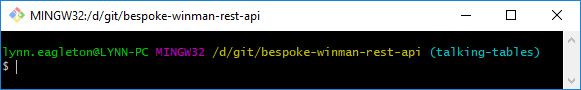 MINGW32:/d/git/bespoke-winman-rest-api
lynn.eagleton@LYNN-PC MINGW32 /d/git/bespoke-winman-rest-api (talking-tables)
$